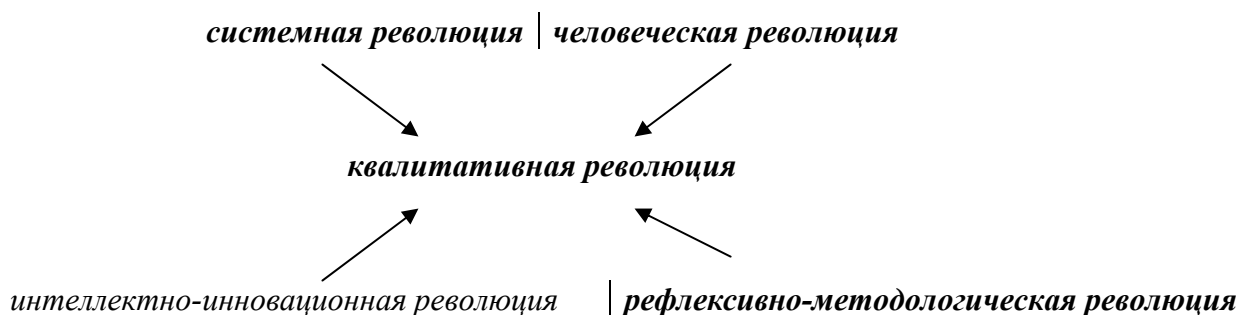 системная революция | человеческая революция
квалитативная революция
интеллектно-инновационная революция | рефлексивно-методологическая революция